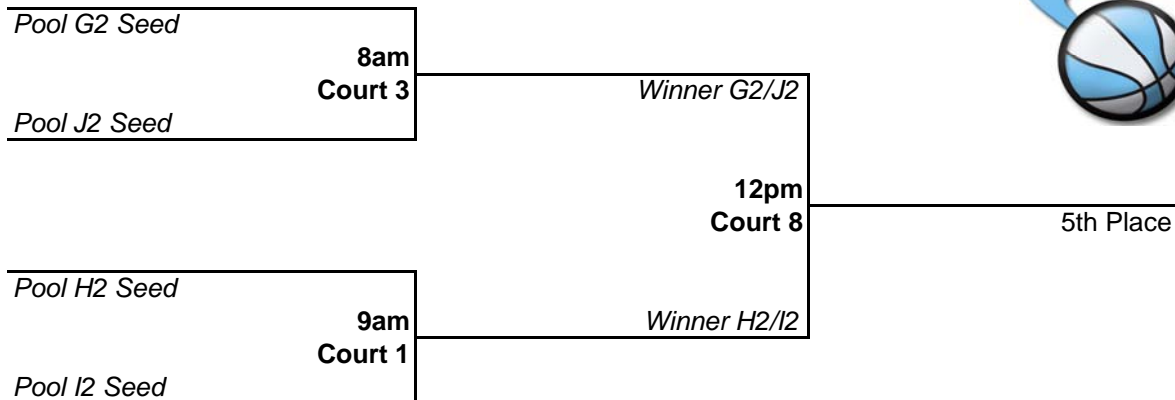 Pool G2 Seed
8am
Court 3
Winner G2/J2
Pool J2 Seed
12pm
Court 8
5th Place
Pool H2 Seed
9am
Winner H2/I2
Court 1
Pool I2 Seed